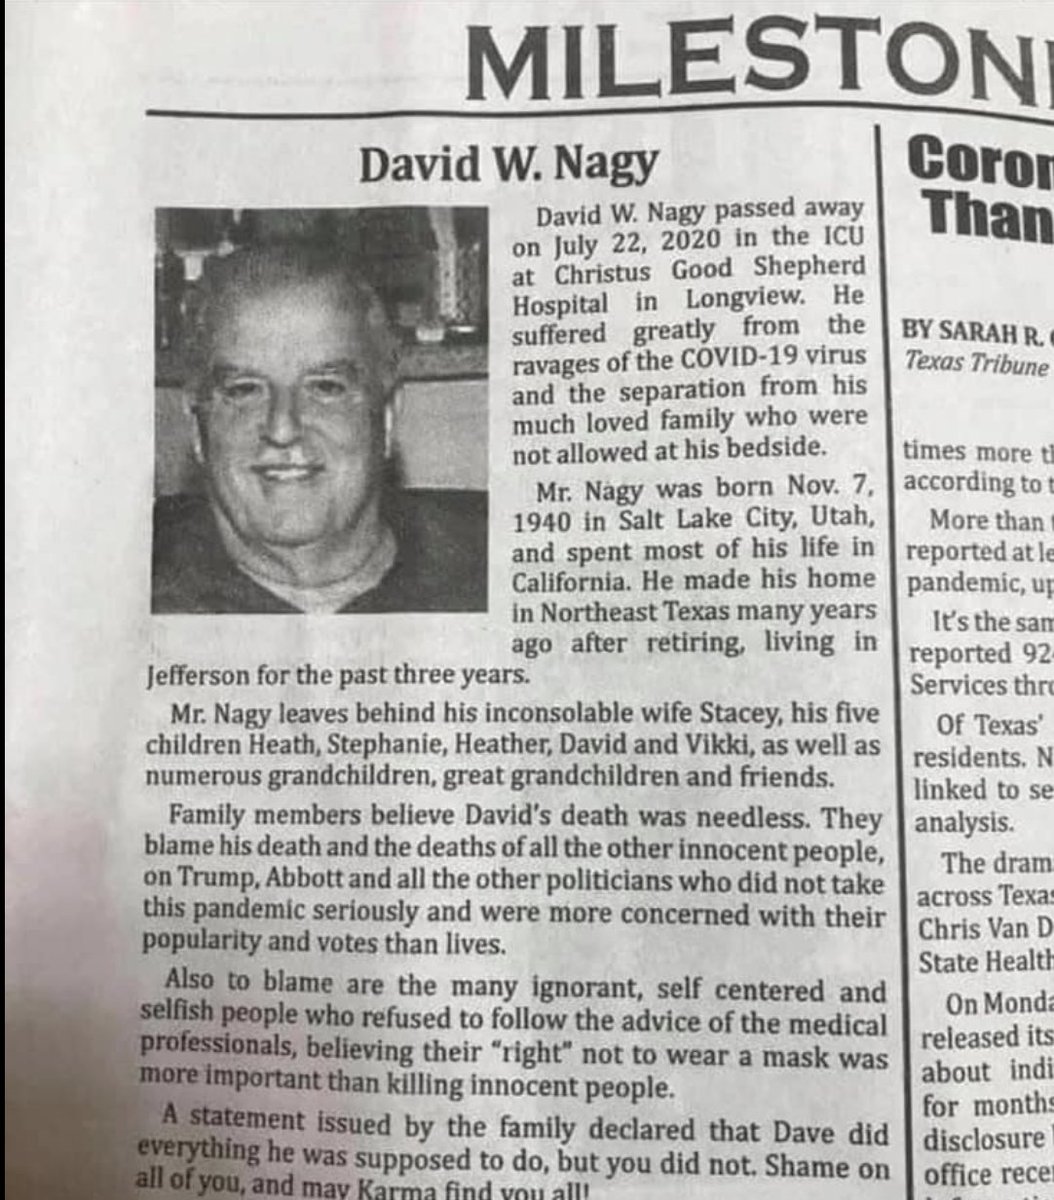 MILESTON
David W. Nagy
David W. Nagy passed away
on July 22, 2020 in the ICU
at Christus Good Shepherd
Hospital in Longview. He
suffered greatly from the
ravages of the COVID-19 virus
and the separation from his
much loved family who were
not allowed at his bedside.
Mr. Nagy was born Nov. 7,
1940 in Salt Lake City, Utah,
and spent most of his life in
California. He made his home
in Northeast Texas many years
ago after retiring, living in
Jefferson for the past three years.
Mr. Nagy leaves behind his inconsolable wife Stacey, his five
children Heath, Stephanie, Heather, David and Vikki, as well as
numerous grandchildren, great grandchildren and friends.
Family members believe David's death was needless. They
blame his death and the deaths of all the other innocent people,
on Trump, Abbott and all the other politicians who did not take
this pandemic seriously and were more concerned with their
popularity and votes than lives.
Also to blame are the many ignorant, self centered and
selfish people who refused to follow the advice of the medical
professionals, believing their "right" not to wear a mask was
more important than killing innocent people.
A statement issued by the family declared that Dave did
everything he was supposed to do, but you did not. Shame on
all of you, and may Karma find you all!
Coron
Than
BY SARAH R.
Texas Tribune
times more th
according to t
More than
reported at le
pandemic, up
It's the sam
reported 92
Services thro
Of Texas'
residents. N
linked to se
analysis.
The dram
across Texas
Chris Van D
State Health
On Monda
released its
about indi
for months
disclosure
office rece